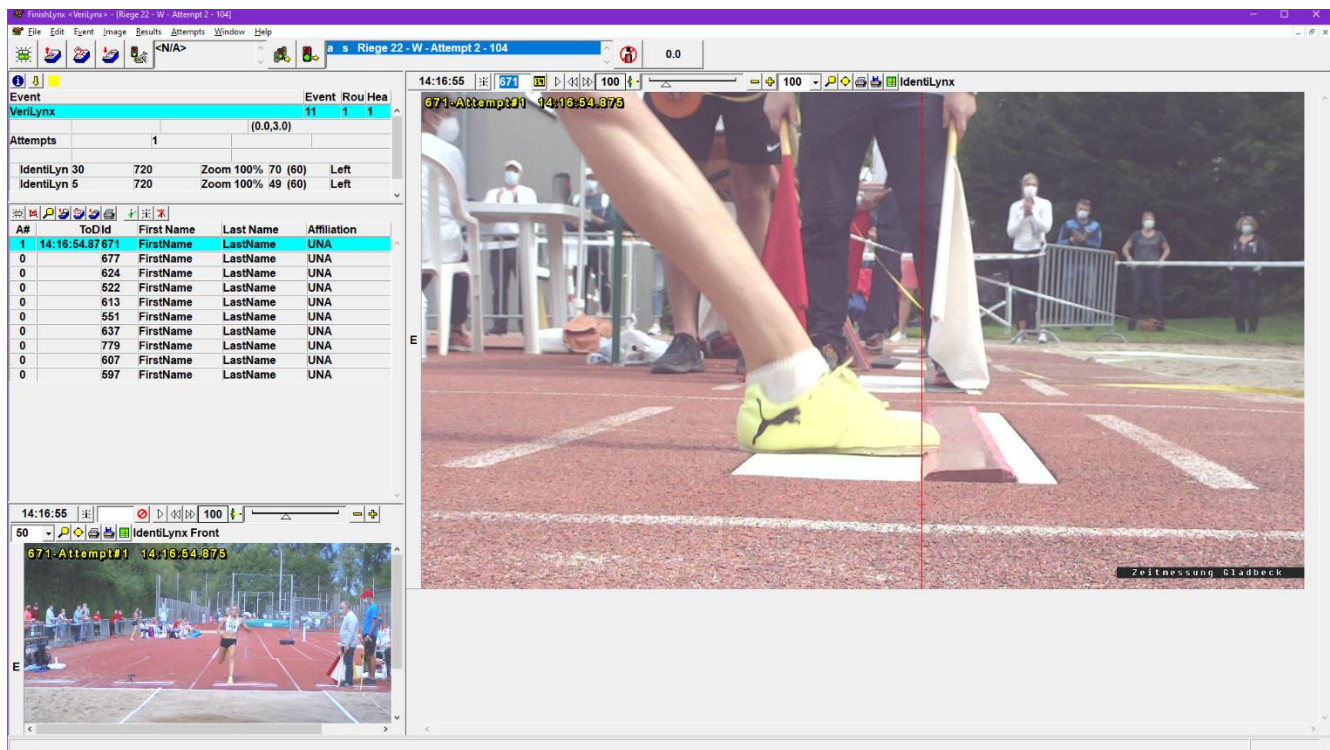 FinishLynx <VeriLynx> - [Riege 22 - W - Attempt 2 - 104]
File Edit Event Image Results Attempts Window Help
<N/A>
a s Riege 22 - W - Attempt 2 - 104
0.0
Event Event Rou Hea
VeriLynx 11 1 1
(0.0,3.0)
Attempts 1
IdentiLyn 30 720 Zoom 100% 70 (60) Left
IdentiLyn 5 720 Zoom 100% 49 (60) Left
A# ToD Id First Name Last Name Affiliation
1 14:16:54.87 671 FirstName LastName UNA
0 677 FirstName LastName UNA
0 624 FirstName LastName UNA
0 522 FirstName LastName UNA
0 613 FirstName LastName UNA
0 551 FirstName LastName UNA
0 637 FirstName LastName UNA
0 779 FirstName LastName UNA
0 607 FirstName LastName UNA
0 597 FirstName LastName UNA
14:16:55 100
50 IdentiLynx Front
671-Attempt#1 14:16:54.875
E
14:16:55 671 100 100 IdentiLynx
671-Attempt#1 14:16:54.875
E
Zeitmessung Gladbeck